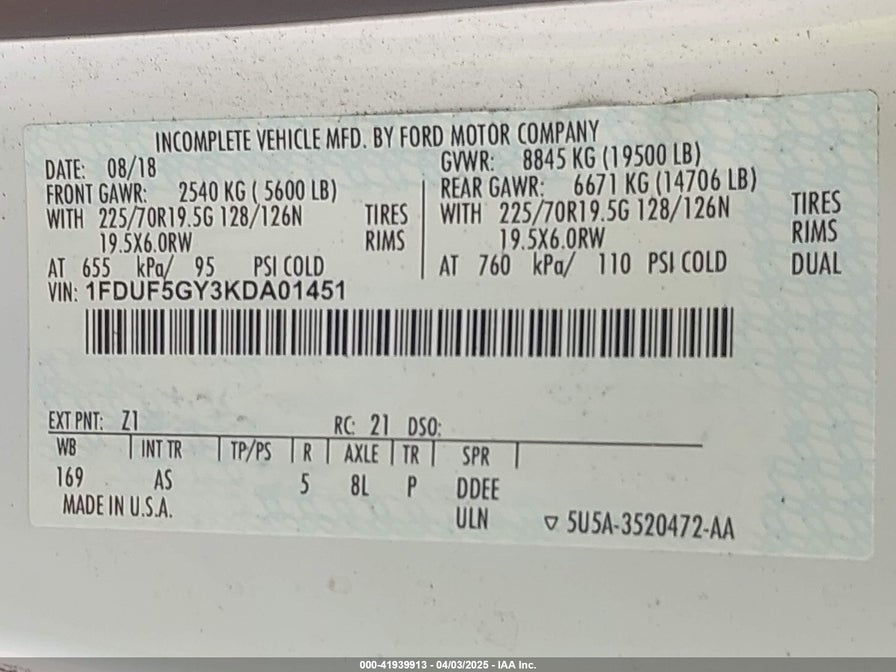 INCOMPLETE VEHICLE MFD. BY FORD MOTOR COMPANY
DATE: 08/18 GVWR: 8845 KG (19500 LB)
FRONT GAWR: 2540 KG ( 5600 LB) REAR GAWR: 6671 KG (14706 LB)
WITH 225/70R19.5G 128/126N TIRES WITH 225/70R19.5G 128/126N TIRES
19.5X6.0RW RIMS 19.5X6.0RW RIMS
AT 655 kPa/ 95 PSI COLD AT 760 kPa/ 110 PSI COLD DUAL
VIN: 1FDUF5GY3KDA01451
EXT PNT: Z1 RC: 21 DSO:
WB INT TR TP/PS R AXLE TR SPR
169 AS 5 8L P DDEE
MADE IN U.S.A. ULN 5U5A-3520472-AA
000-41939913 - 04/03/2025 - IAA Inc.